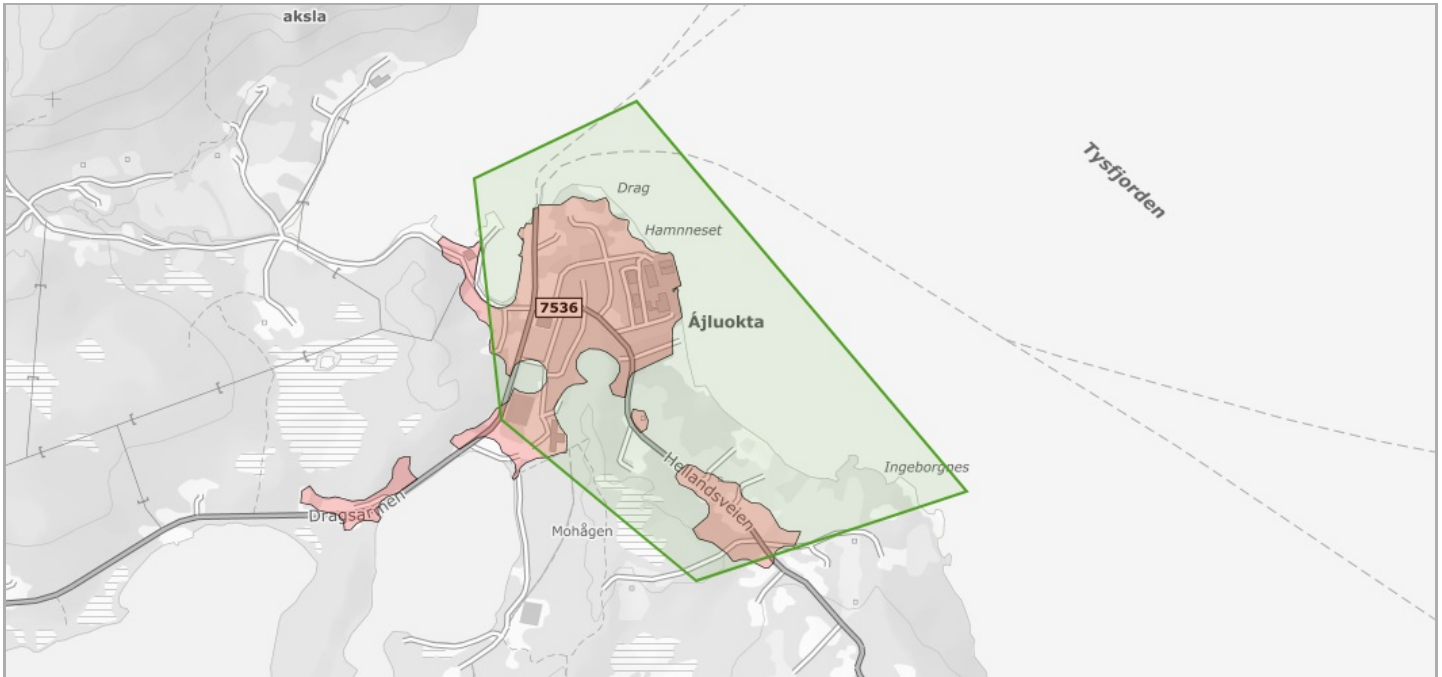 aksla
Tysfjorden
Drag
Hamnneset
7536
Ájluokta
Hellandsveien
Ingeborgnes
Dragsarmen
Mohågen